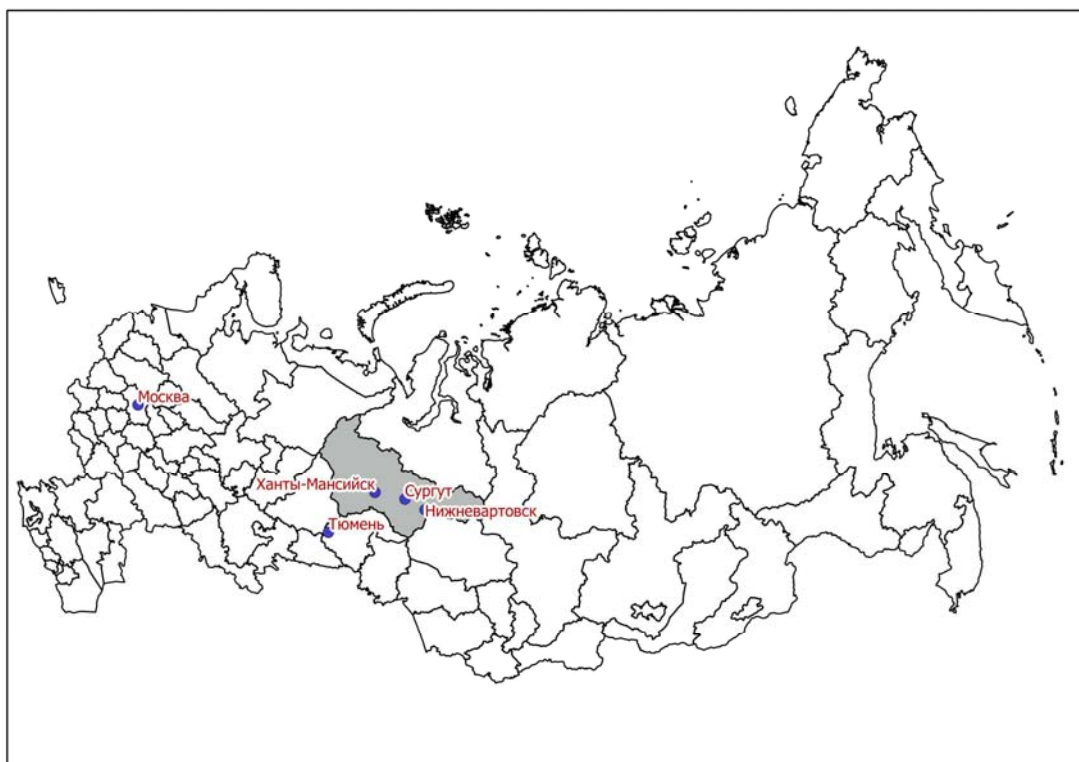 Москва
Ханты-Мансийск
Сургут
Нижневартовск
Тюмень